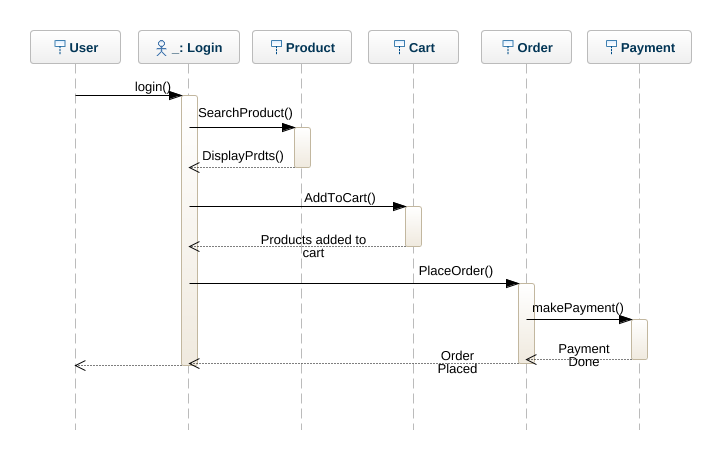 User
_: Login
Product
Cart
Order
Payment
login()
SearchProduct()
DisplayPrdts()
AddToCart()
Products added to
cart
PlaceOrder()
makePayment()
Payment
Done
Order
Placed